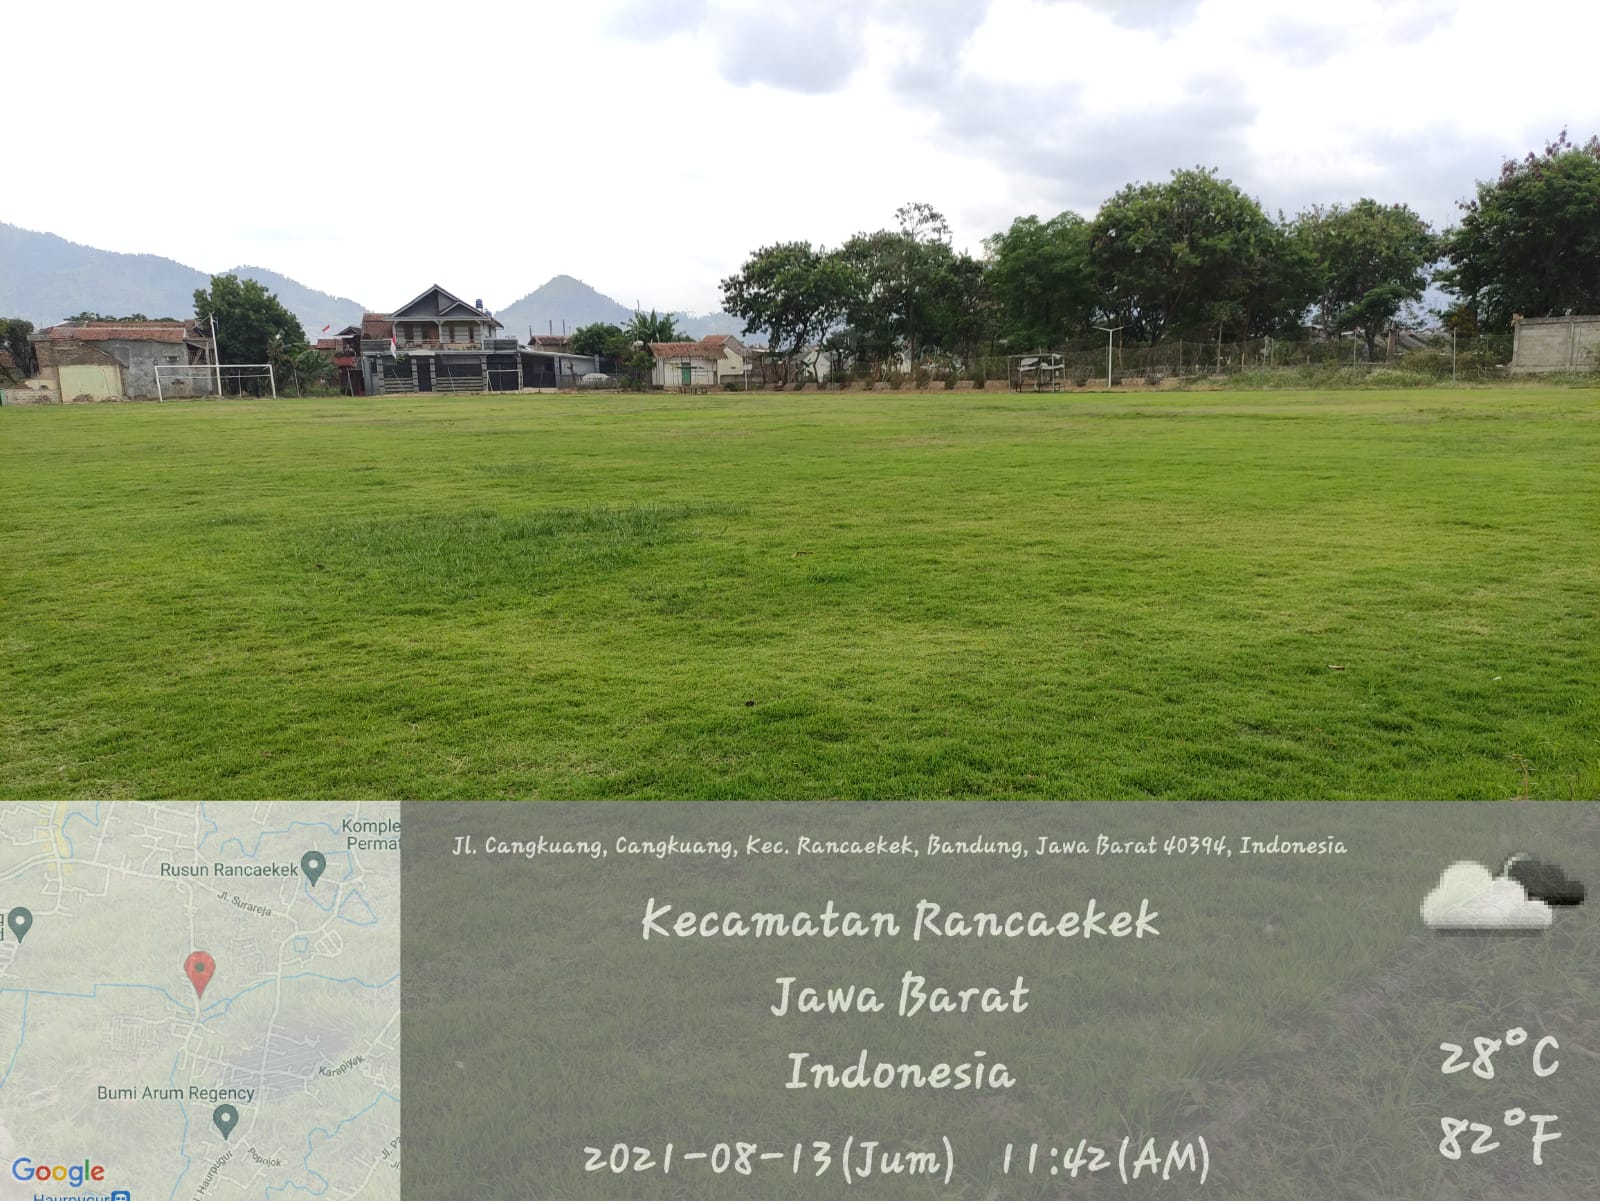 Jl. Cangkuang, Cangkuang, Kec. Rancaekek, Bandung, Jawa Barat 40394, Indonesia
Kecamatan Rancaekek
Jawa Barat
Indonesia
2021-08-13(Jum) 11:42(AM)
28°C
82°F
Komple
Permat
Rusun Rancaekek
Jl. Surareja
Karapiyak
Bumi Arum Regency
Popojok
Haurpugur
Google
Haurpugur